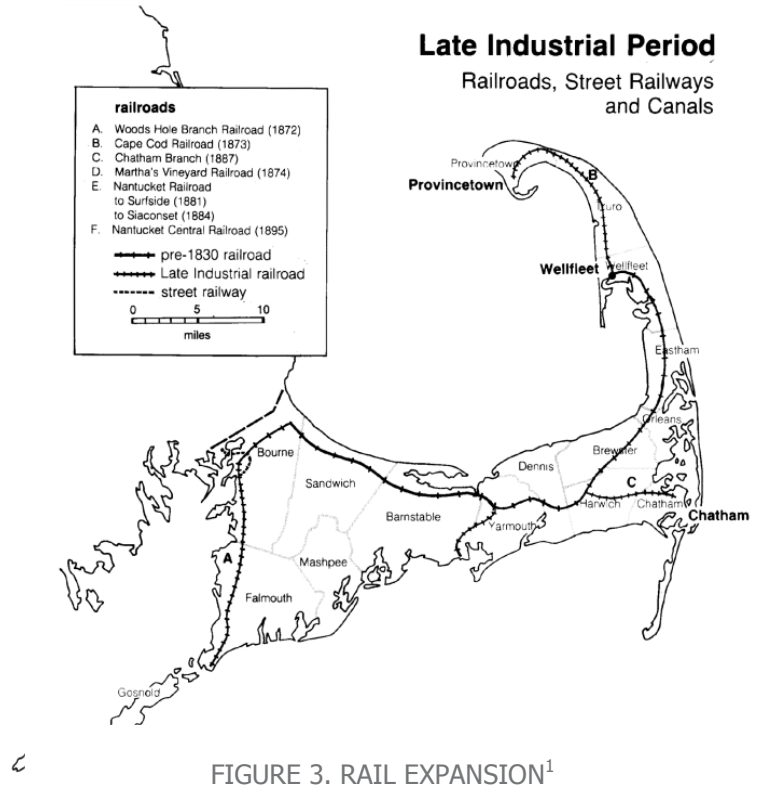 Late Industrial Period
Railroads, Street Railways
and Canals
railroads
A. Woods Hole Branch Railroad (1872)
B. Cape Cod Railroad (1873)
C. Chatham Branch (1887)
D. Martha's Vineyard Railroad (1874)
E. Nantucket Railroad
to Surfside (1881)
to Siaconset (1884)
F. Nantucket Central Railroad (1895)
pre-1830 railroad
Late Industrial railroad
street railway
0 5 10
miles
Provincetown
B
Provincetown
Truro
Wellfleet
Wellfleet
Eastham
Orleans
Bourne
Brewster
Dennis
Sandwich
C
Harwich
Chatham
Barnstable
Chatham
Yarmouth
A
Mashpee
Falmouth
Gosnold
FIGURE 3. RAIL EXPANSION1